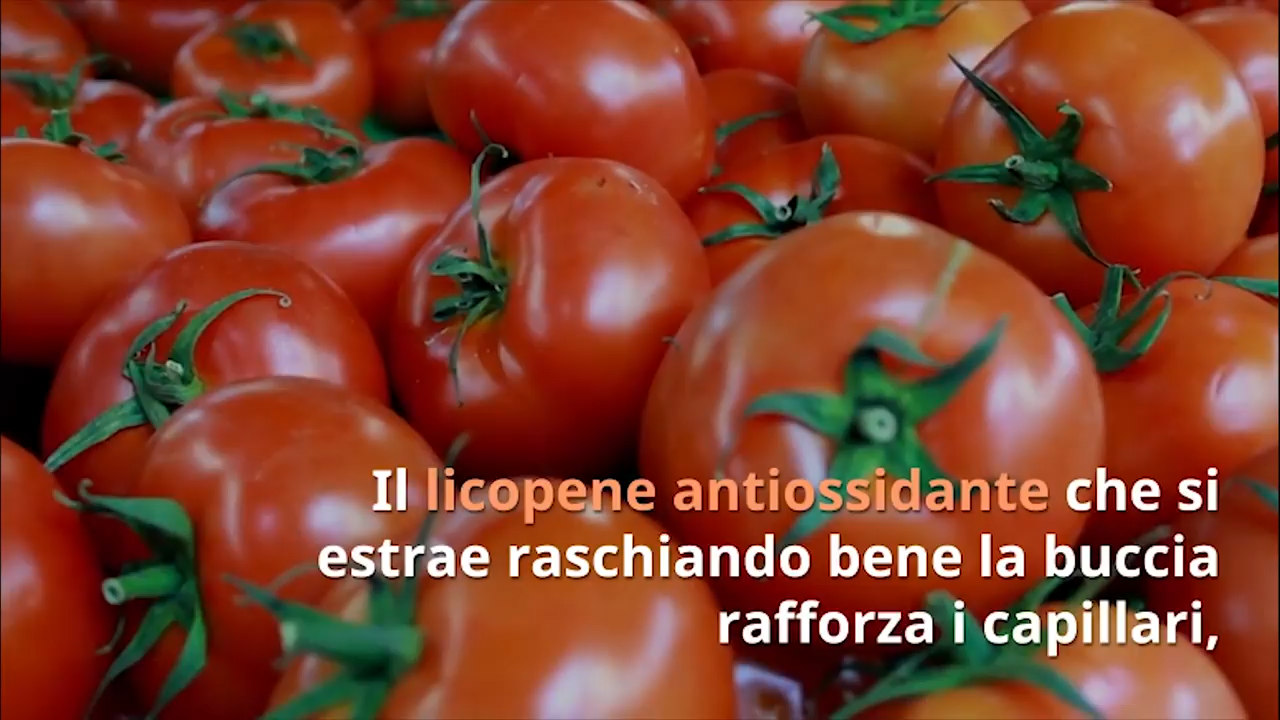 Il licopene antiossidante che si
estrae raschiando bene la buccia
rafforza i capillari,